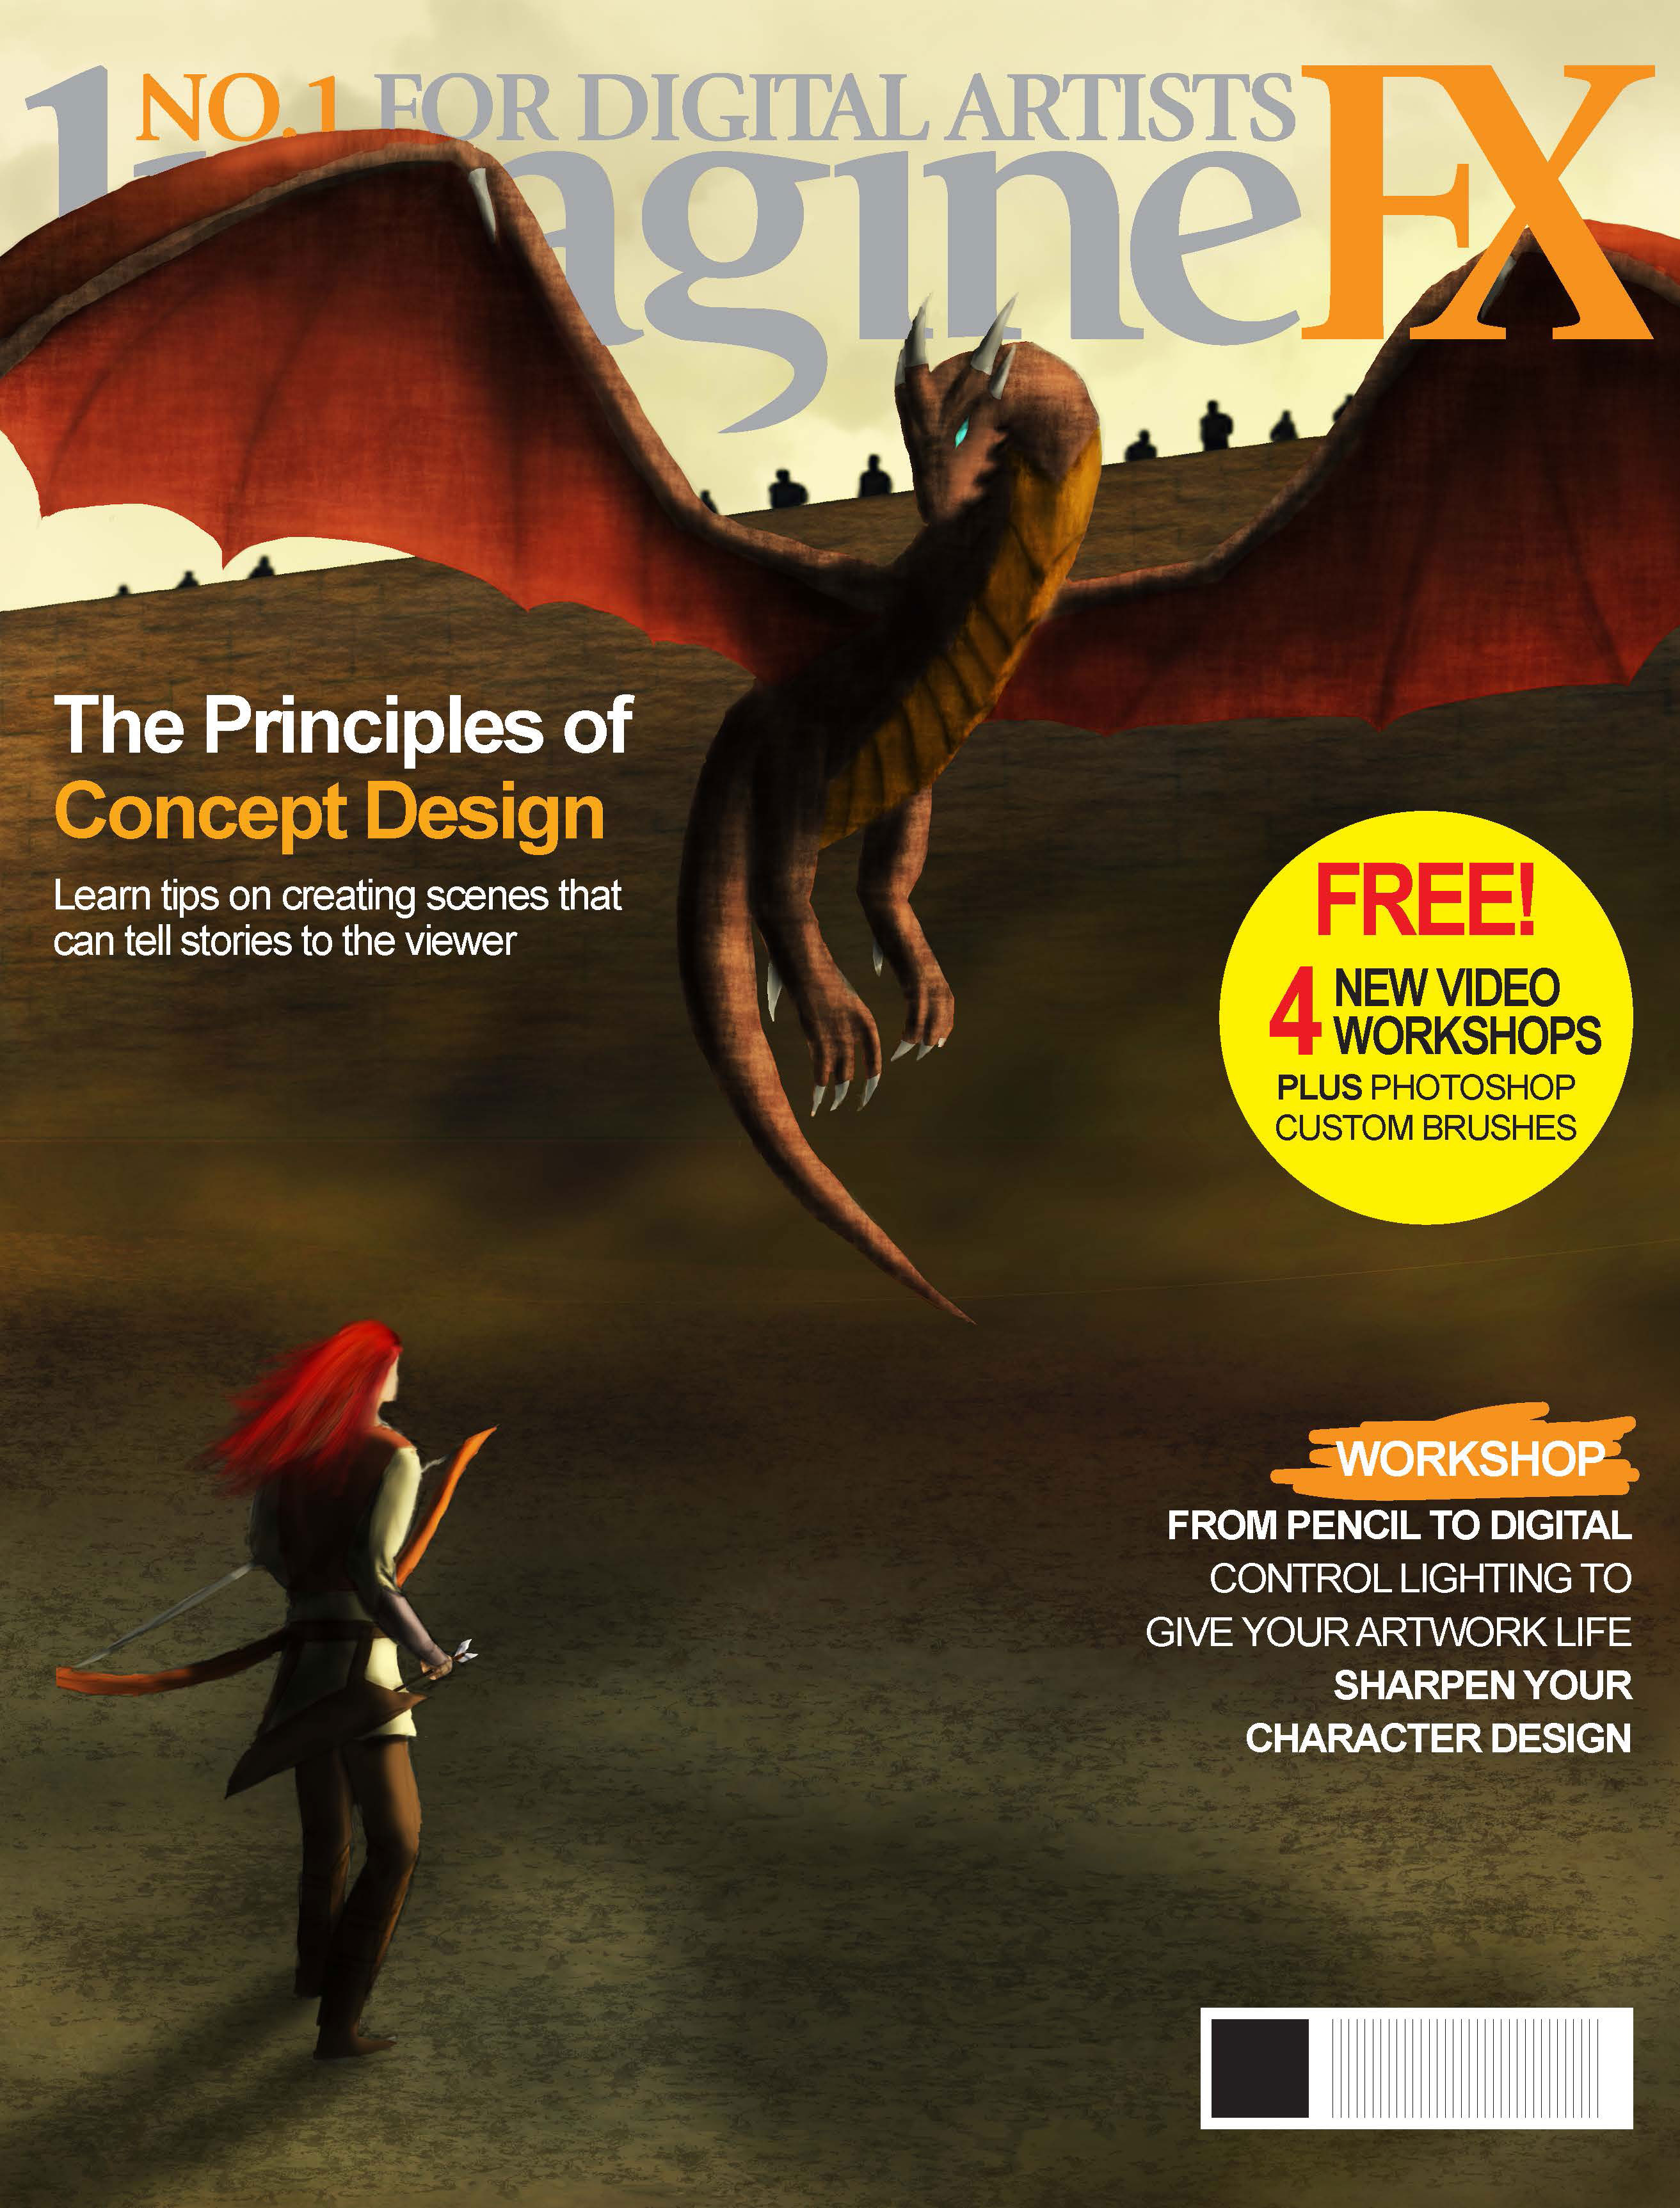 NO.1 FOR DIGITAL ARTISTS
ImagineFX
The Principles of
Concept Design
Learn tips on creating scenes that
can tell stories to the viewer
FREE!
4 NEW VIDEO
WORKSHOPS
PLUS PHOTOSHOP
CUSTOM BRUSHES
WORKSHOP
FROM PENCIL TO DIGITAL
CONTROL LIGHTING TO
GIVE YOUR ARTWORK LIFE
SHARPEN YOUR
CHARACTER DESIGN